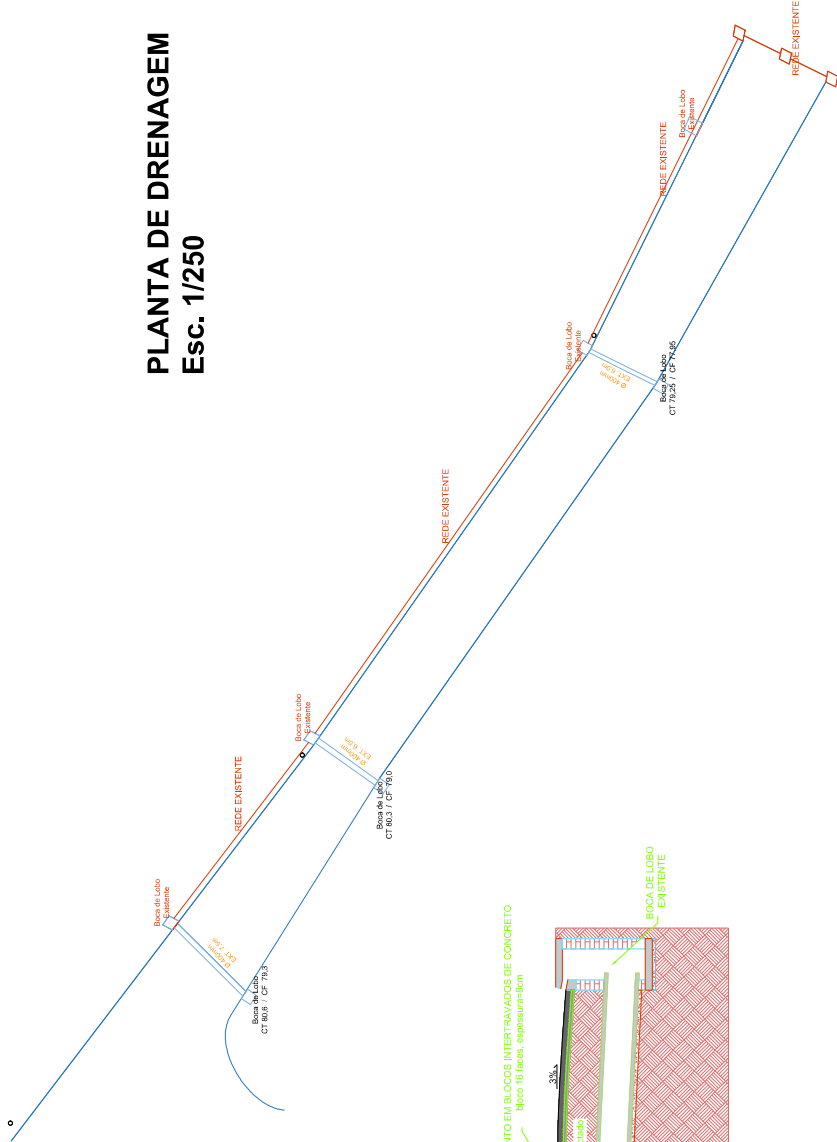 PLANTA DE DRENAGEM
Esc. 1/250
REDE EXISTENTE
Boca de Lobo
Existente
REDE EXISTENTE
Boca de Lobo
Existente
Ø 400mm
EXT. 6,0m
Boca de Lobo
CT 79,25 / CF 77,95
REDE EXISTENTE
Boca de Lobo
Existente
Ø 400mm
EXT. 6,0m
Boca de Lobo
CT 80,3 / CF 79,0
REDE EXISTENTE
Boca de Lobo
Existente
Ø 400mm
EXT. 7,5m
Boca de Lobo
CT 80,6 / CF 79,3
NTO EM BLOCOS INTERTRAVADOS DE CONCRETO
bloco 16 faces, espessura=8cm
BOCA DE LOBO
EXISTENTE
3%
ctado